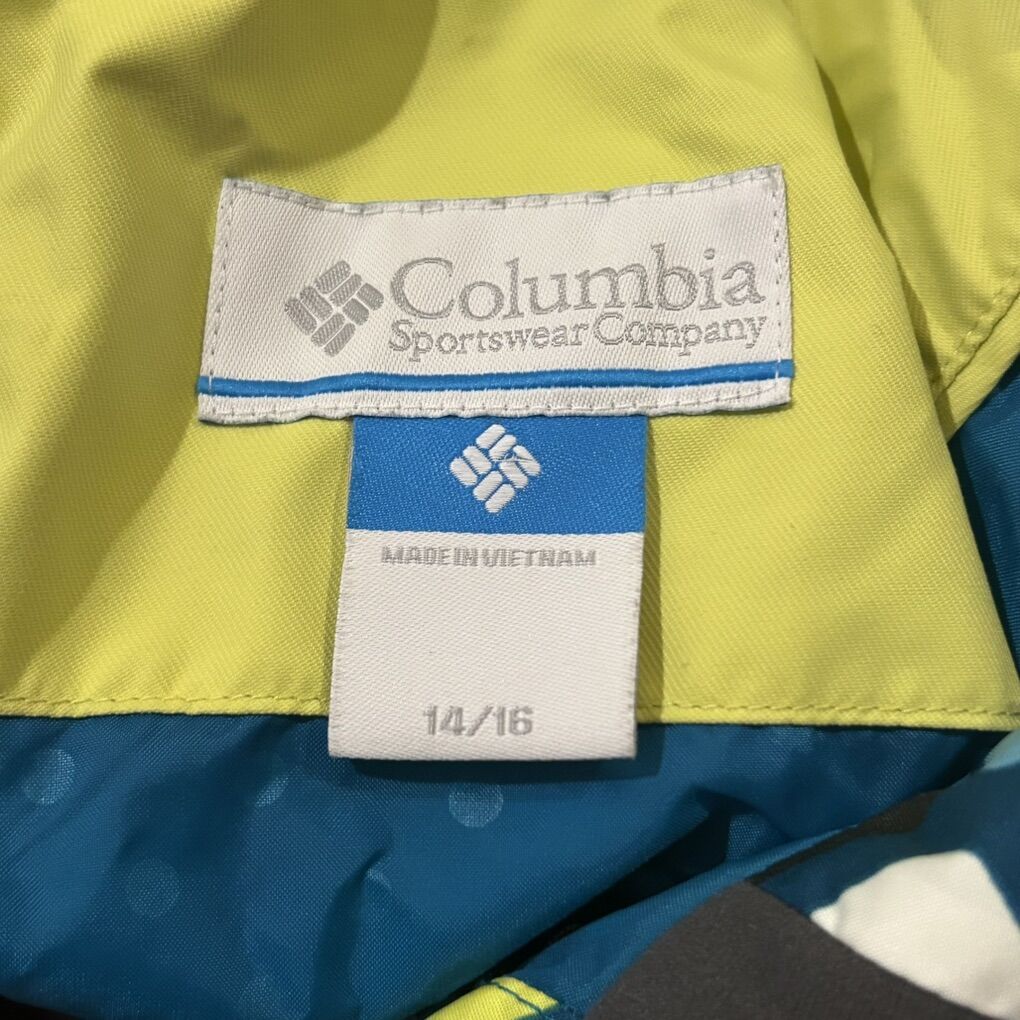 Columbia
Sportswear Company
MADE IN VIETNAM
14/16